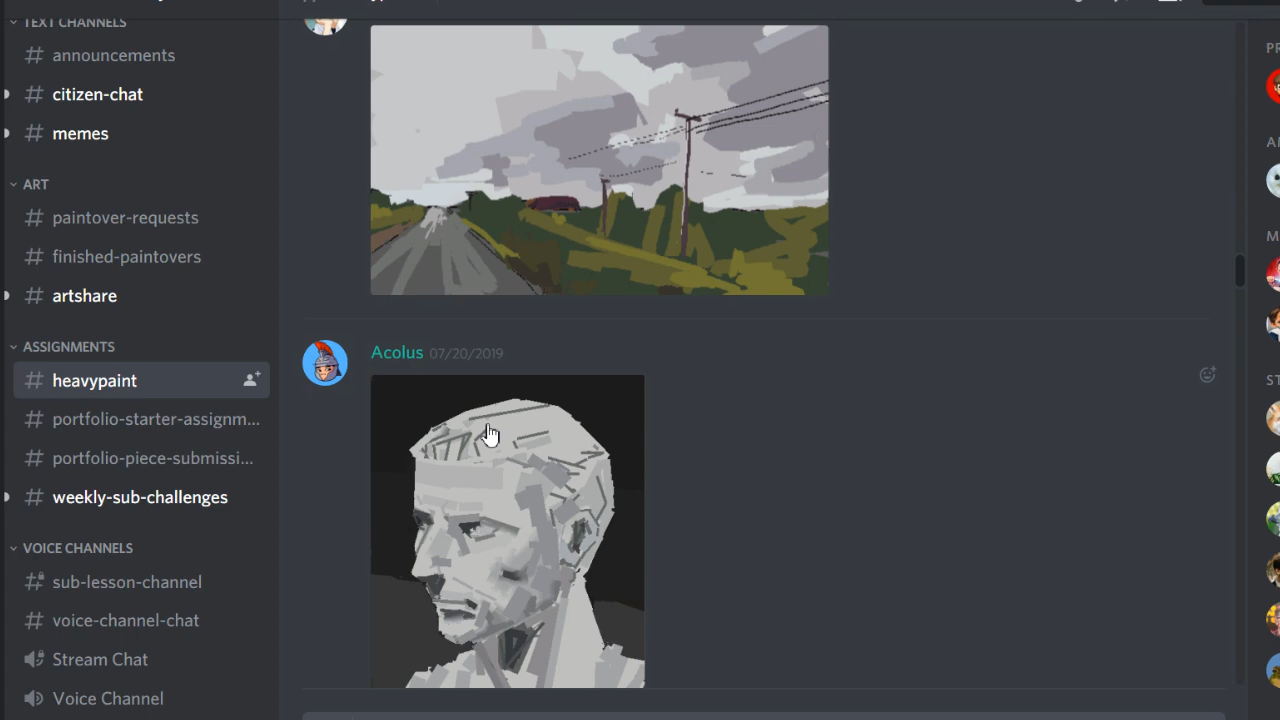 TEXT CHANNELS
announcements
citizen-chat
memes
ART
paintover-requests
finished-paintovers
artshare
ASSIGNMENTS
heavypaint
portfolio-starter-assignm...
portfolio-piece-submissi...
weekly-sub-challenges
VOICE CHANNELS
sub-lesson-channel
voice-channel-chat
Stream Chat
Voice Channel
Acolus 07/20/2019